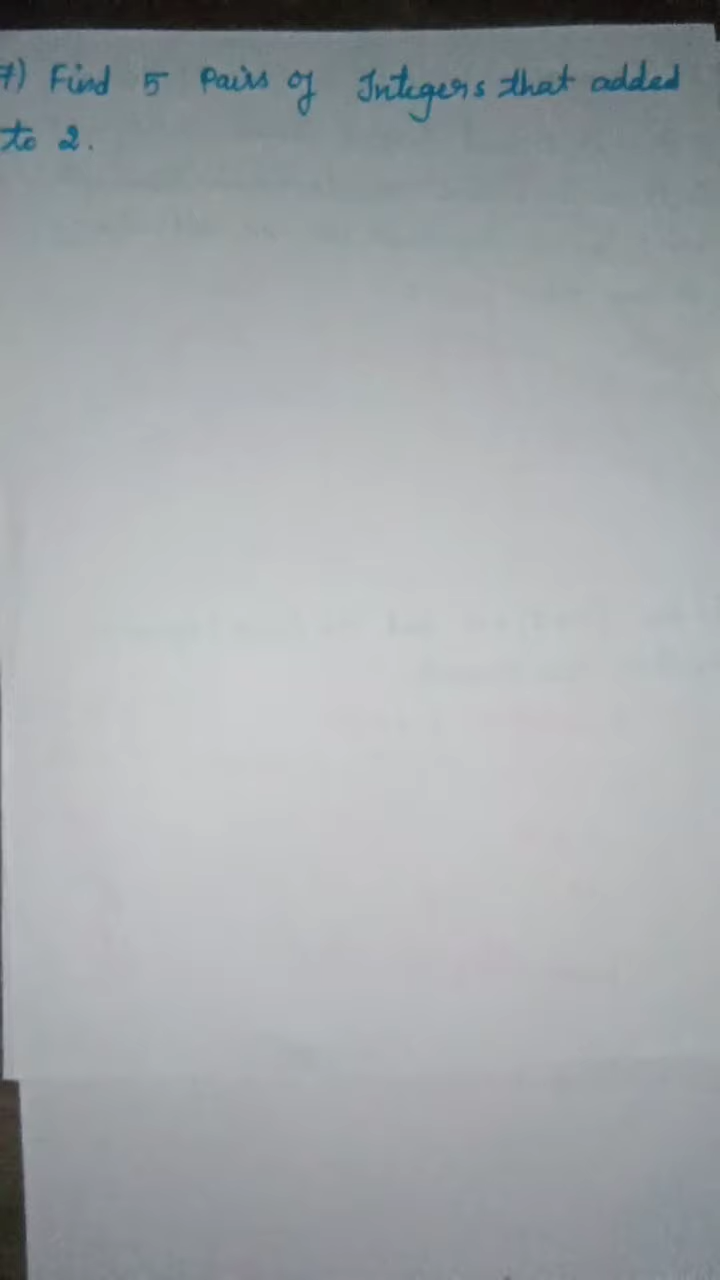 7) Find 5 Pairs of Integers that added
to 2.